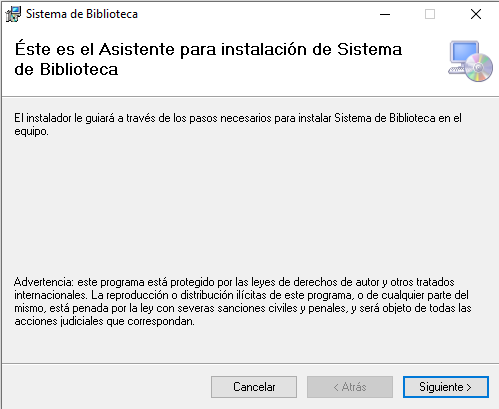 Sistema de Biblioteca
Éste es el Asistente para instalación de Sistema
de Biblioteca
El instalador le guiará a través de los pasos necesarios para instalar Sistema de Biblioteca en el
equipo.
Advertencia: este programa está protegido por las leyes de derechos de autor y otros tratados
internacionales. La reproducción o distribución ilícitas de este programa, o de cualquier parte del
mismo, está penada por la ley con severas sanciones civiles y penales, y será objeto de todas las
acciones judiciales que correspondan.
Cancelar < Atrás Siguiente >